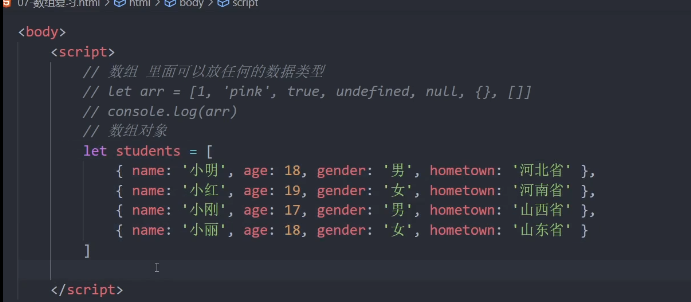 07-数组复习.html > html > body > script
<body>
<script>
// 数组 里面可以放任何的数据类型
// let arr = [1, 'pink', true, undefined, null, {}, []]
// console.log(arr)
// 数组对象
let students = [
{ name: '小明', age: 18, gender: '男', hometown: '河北省' },
{ name: '小红', age: 19, gender: '女', hometown: '河南省' },
{ name: '小刚', age: 17, gender: '男', hometown: '山西省' },
{ name: '小丽', age: 18, gender: '女', hometown: '山东省' }
]
</script>